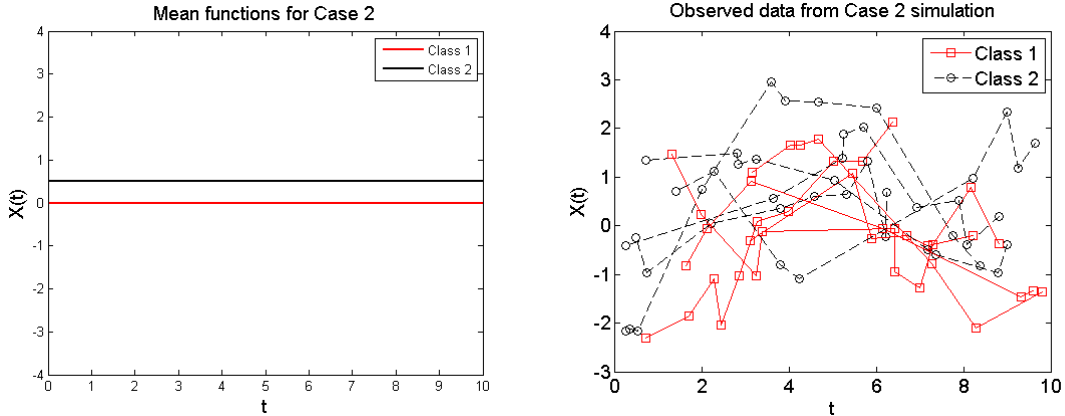 Mean functions for Case 2
4
3
2
1
0
-1
-2
-3
-4
X(t)
0 1 2 3 4 5 6 7 8 9 10
t
Class 1
Class 2
Observed data from Case 2 simulation
4
3
2
1
0
-1
-2
-3
X(t)
0 2 4 6 8 10
t
Class 1
Class 2